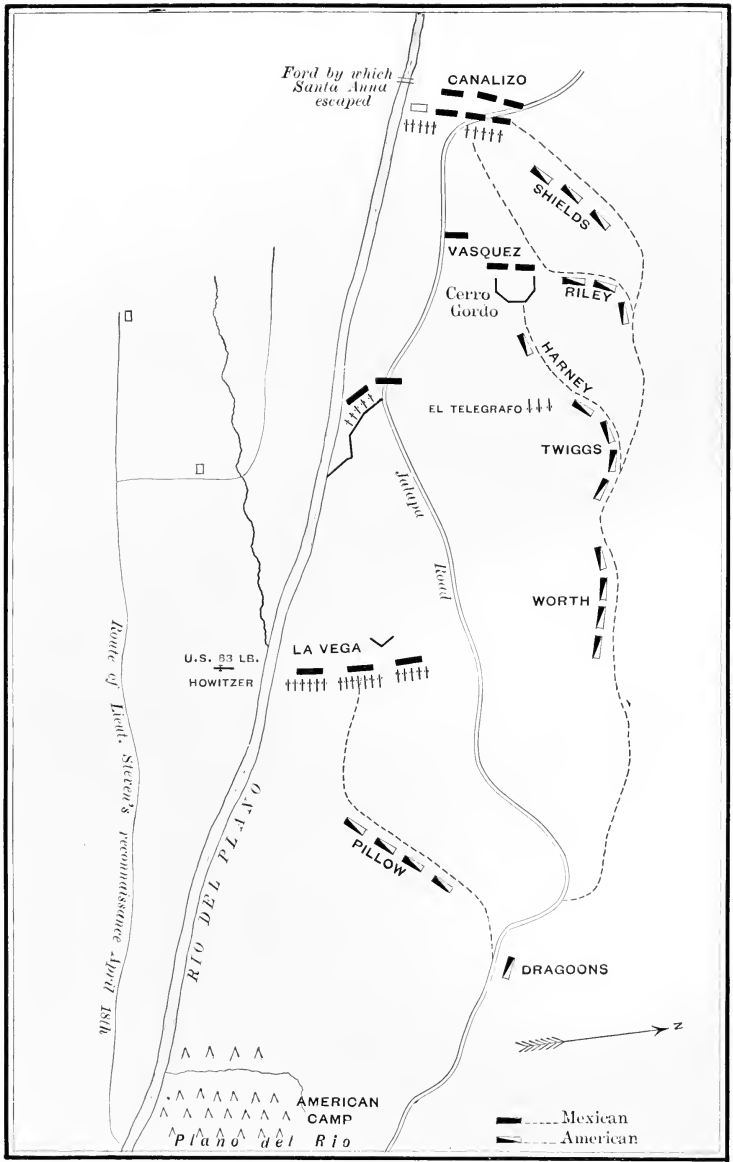 Ford by which
Santa Anna
escaped
CANALIZO
SHIELDS
VASQUEZ
Cerro
Gordo
RILEY
HARNEY
EL TELEGRAFO
TWIGGS
Jalapa
Road
WORTH
LA VEGA
U.S. 63 LB.
HOWITZER
Route of Lieut. Steven's reconnaissance April 18th
RIO DEL PLANO
PILLOW
DRAGOONS
N
AMERICAN
CAMP
Plano del Rio
Mexican
American